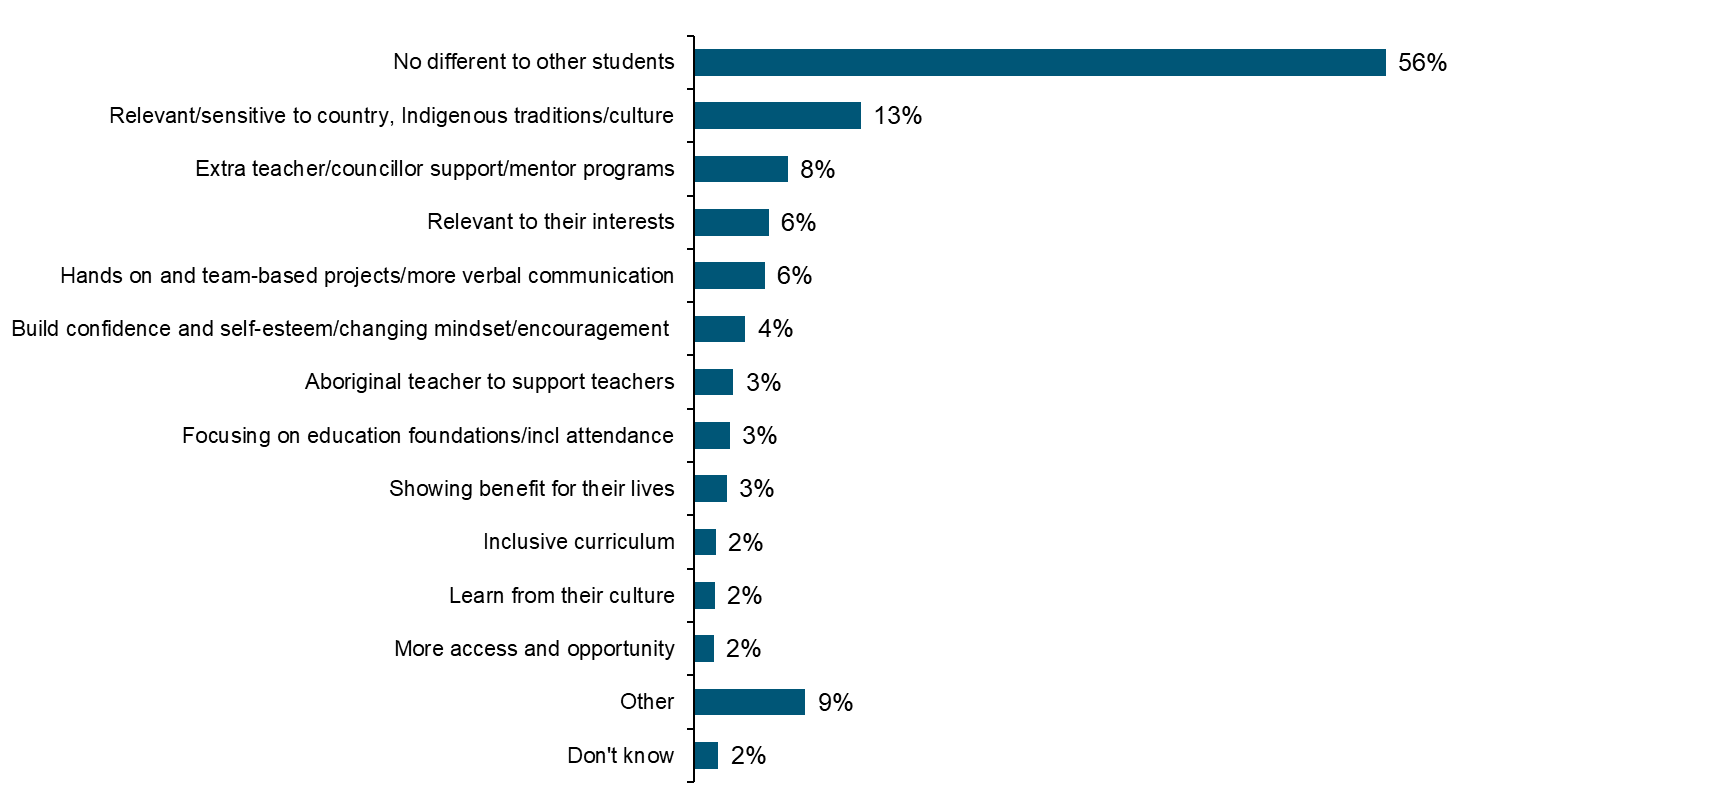 No different to other students 56%
Relevant/sensitive to country, Indigenous traditions/culture 13%
Extra teacher/councillor support/mentor programs 8%
Relevant to their interests 6%
Hands on and team-based projects/more verbal communication 6%
Build confidence and self-esteem/changing mindset/encouragement 4%
Aboriginal teacher to support teachers 3%
Focusing on education foundations/incl attendance 3%
Showing benefit for their lives 3%
Inclusive curriculum 2%
Learn from their culture 2%
More access and opportunity 2%
Other 9%
Don't know 2%